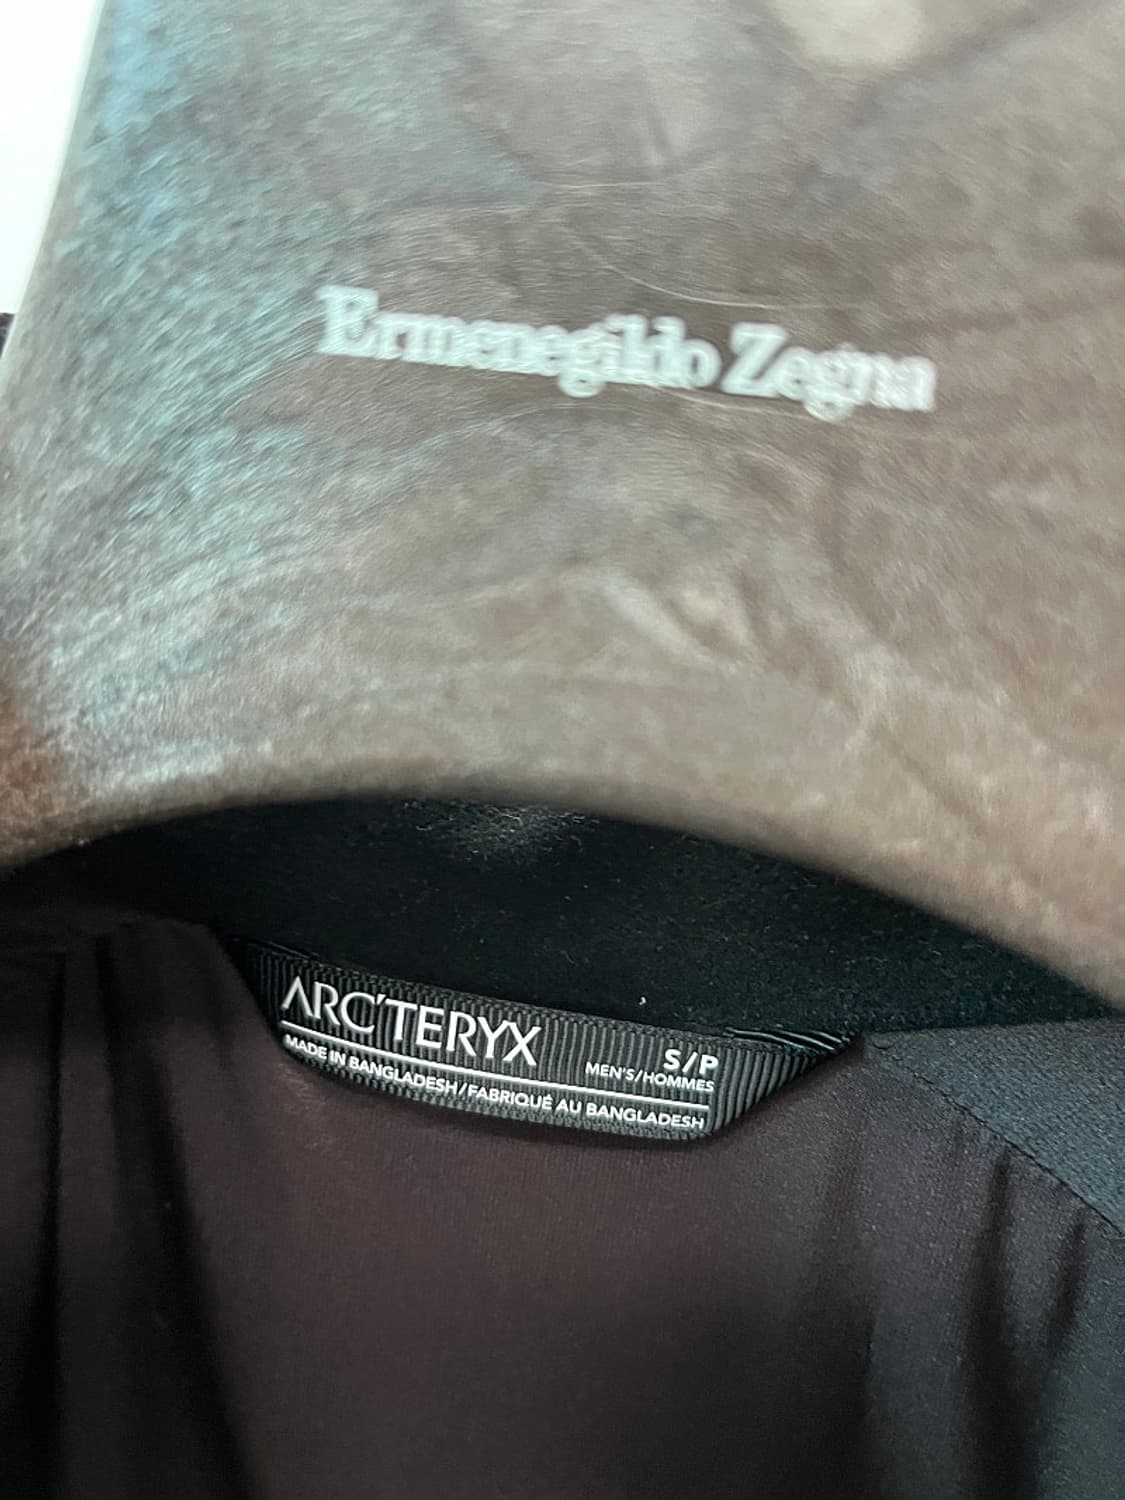 Ermenegildo Zegna
ARC'TERYX
S/P
MEN'S/HOMMES
MADE IN BANGLADESH/FABRIQUÉ AU BANGLADESH